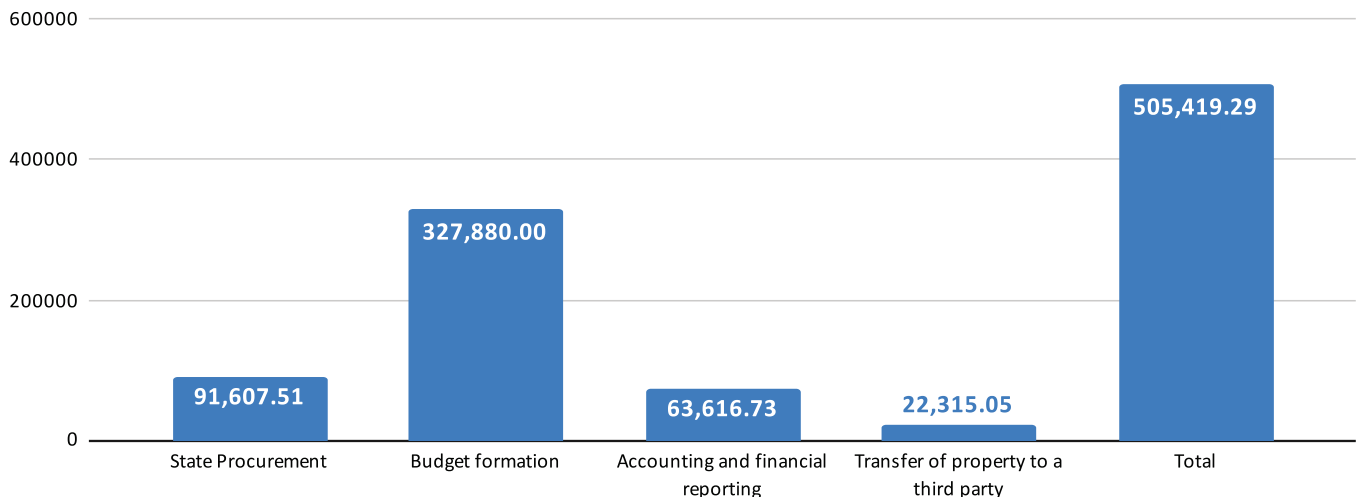 600000
400000
200000
0
91,607.51
327,880.00
63,616.73
22,315.05
505,419.29
State Procurement
Budget formation
Accounting and financial
reporting
Transfer of property to a
third party
Total